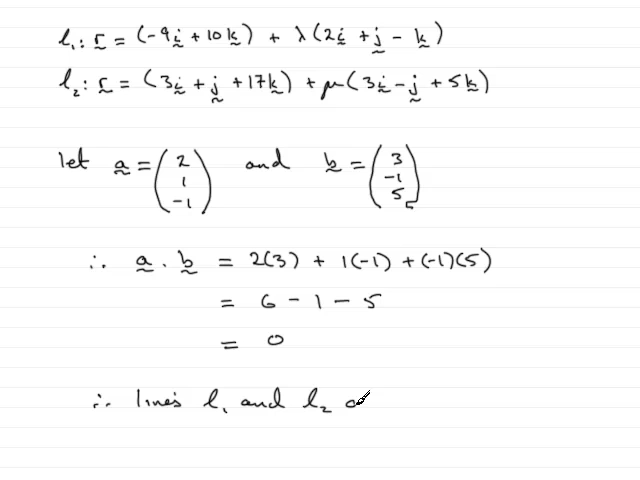 l₁: r = (-9i + 10k) + λ(2i + j - k)
l₂: r = (3i + j + 17k) + μ(3i - j + 5k)
let a = (2 1 -1) and b = (3 -1 5)
∴ a . b = 2(3) + 1(-1) + (-1)(5)
= 6 - 1 - 5
= 0
∴ lines l₁ and l₂ a